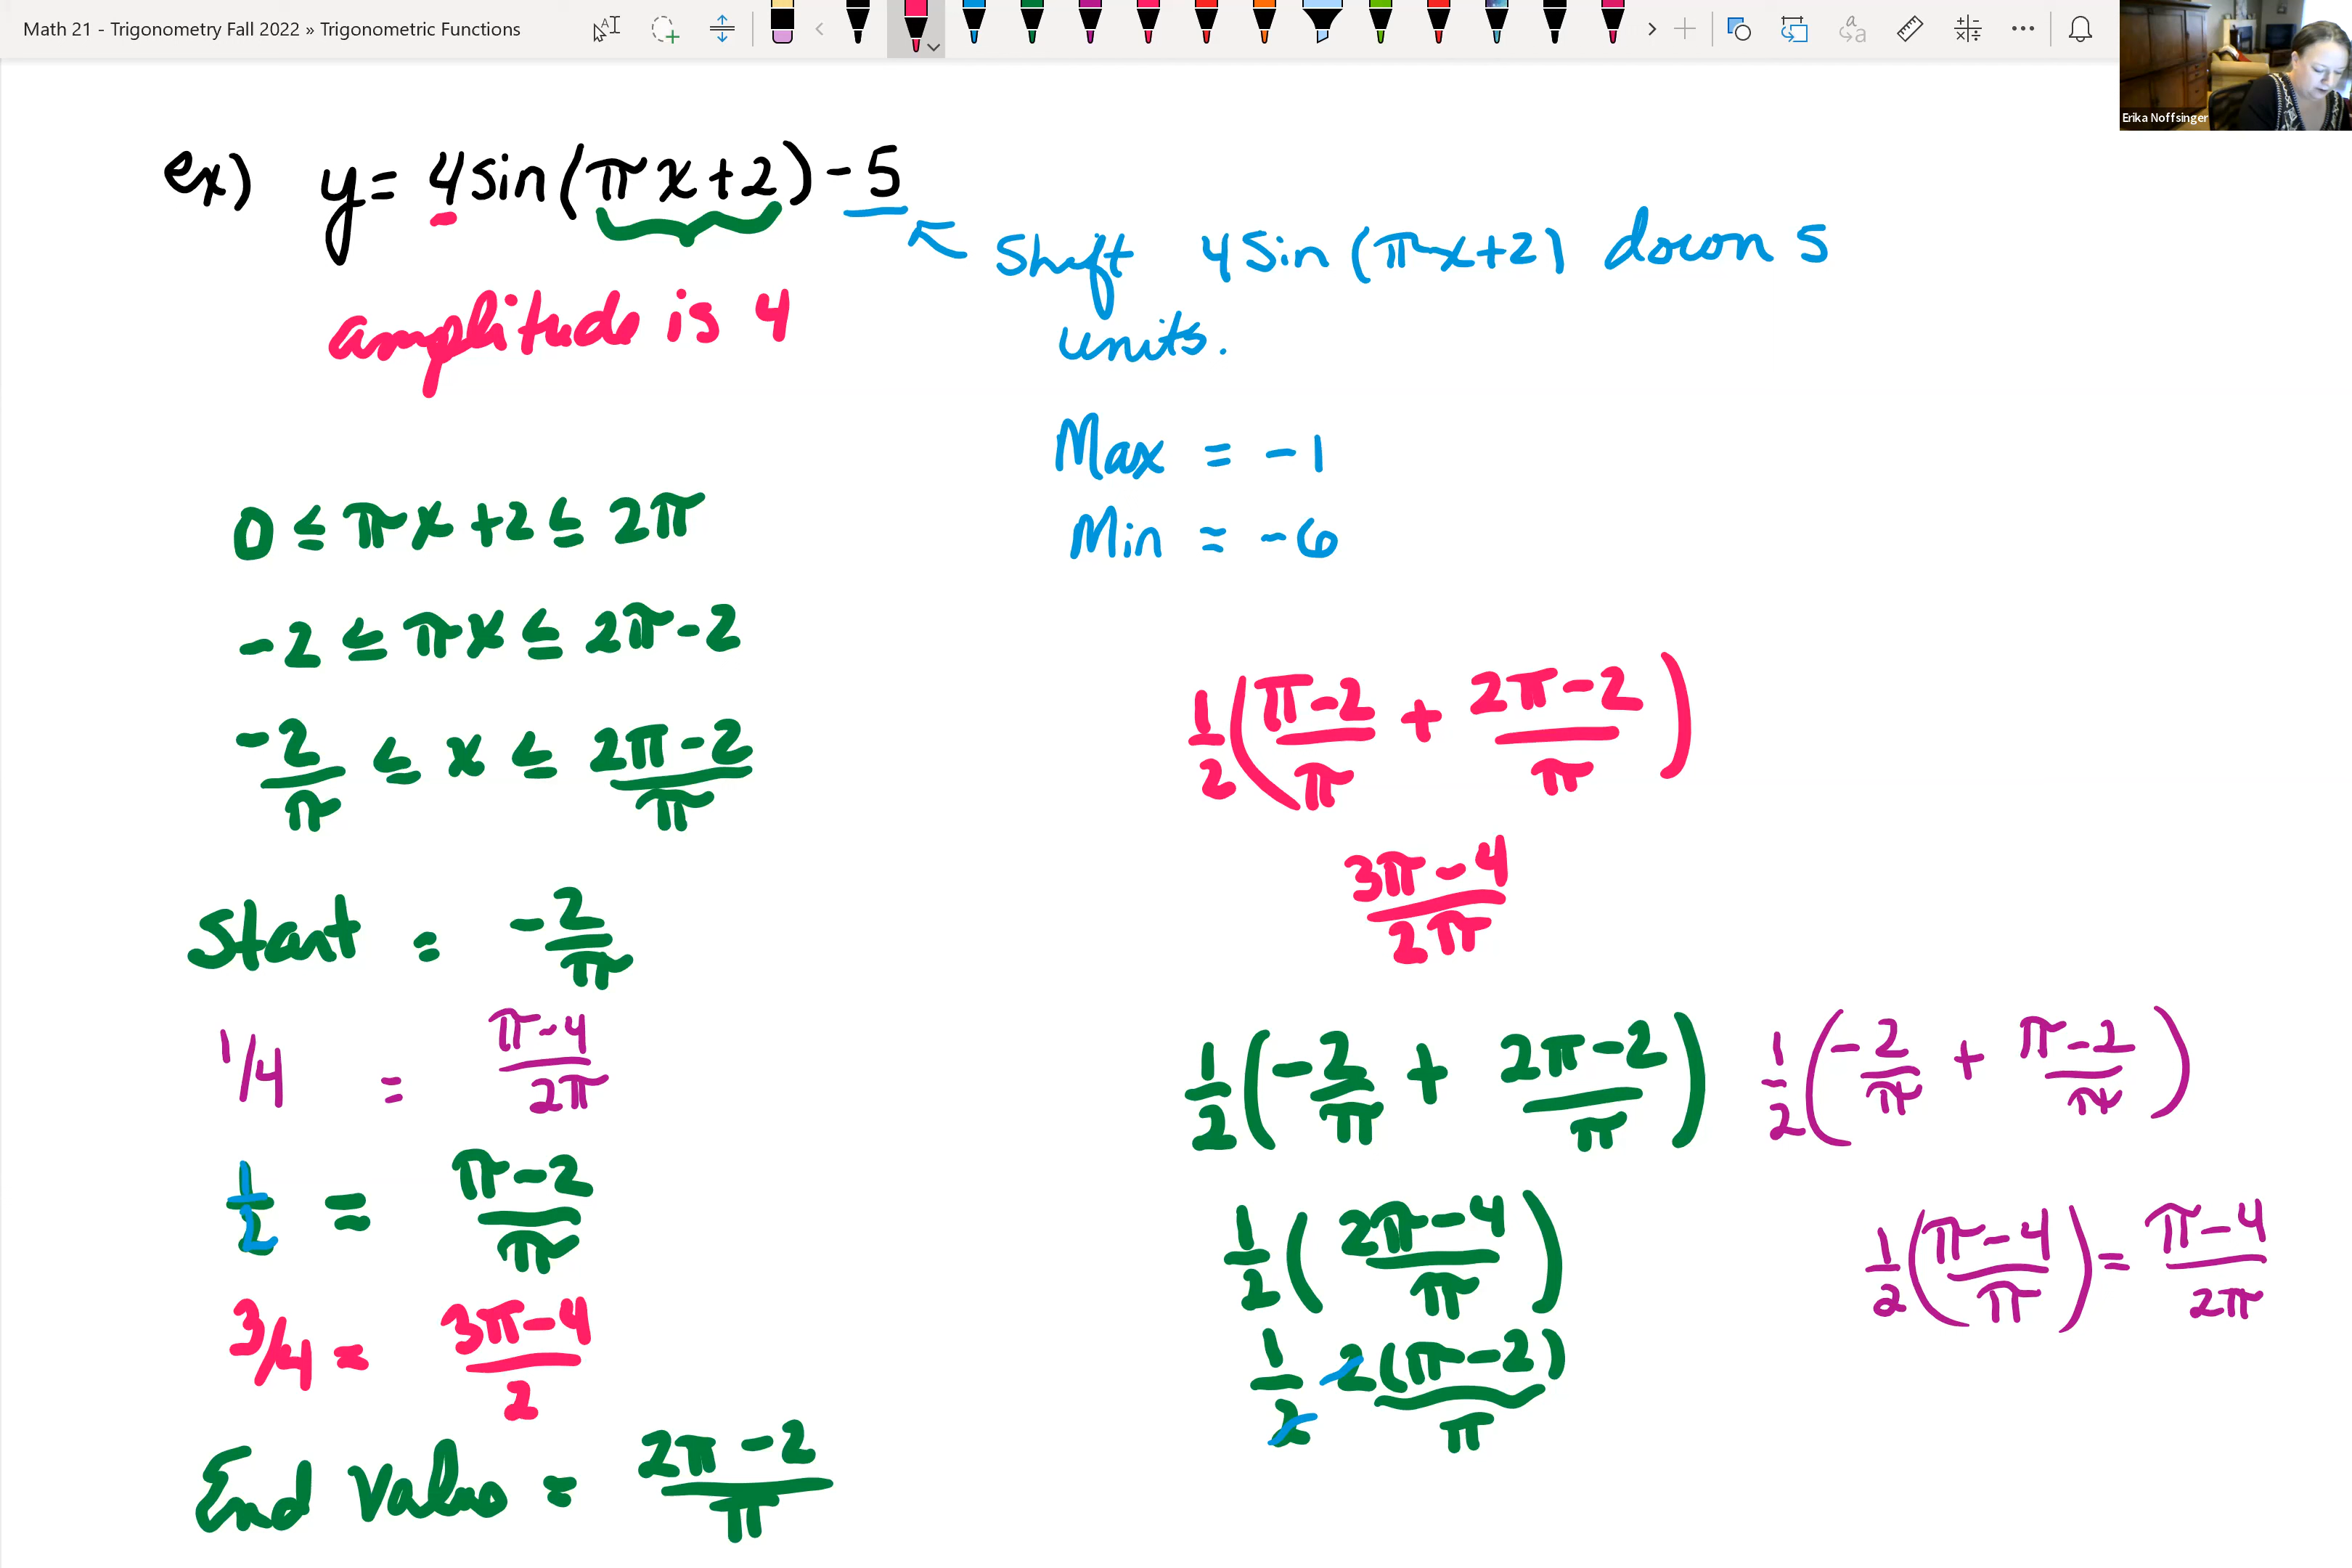 Math 21 - Trigonometry Fall 2022 » Trigonometric Functions
Erika Noffsinger
ex) y = 4 sin(πx+2) - 5
shift 4 sin (πx+2) down 5
units.
amplitude is 4
Max = -1
Min = -6
0 ≤ πx + 2 ≤ 2π
-2 ≤ πx ≤ 2π - 2
-2/π ≤ x ≤ (2π - 2)/π
1/2 ((π-2)/π + (2π-2)/π)
(3π-4)/(2π)
Start = -2/π
1/4 = (π-4)/(2π)
1/2 = (π-2)/π
3/4 = (3π-4)/2
End Value = (2π-2)/π
1/2 (-2/π + (2π-2)/π)
1/2 ((2π-4)/π)
1/2 2(π-2)/π
1/2 (-2/π + (π-2)/π)
1/2 ((π-4)/π) = (π-4)/(2π)